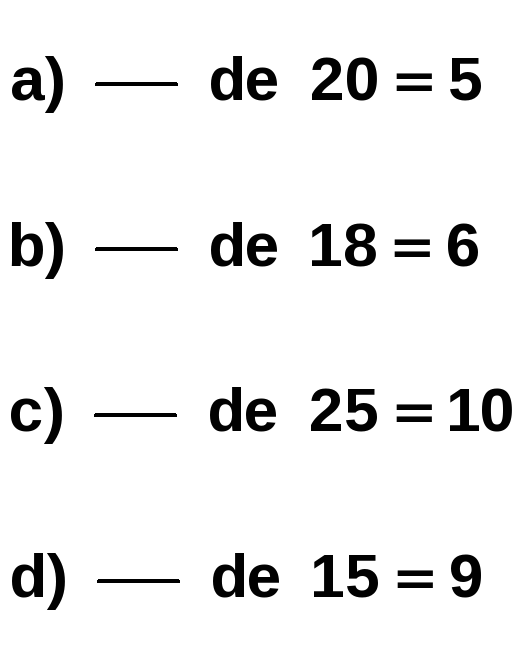 a) — de 20 = 5
b) — de 18 = 6
c) — de 25 = 10
d) — de 15 = 9